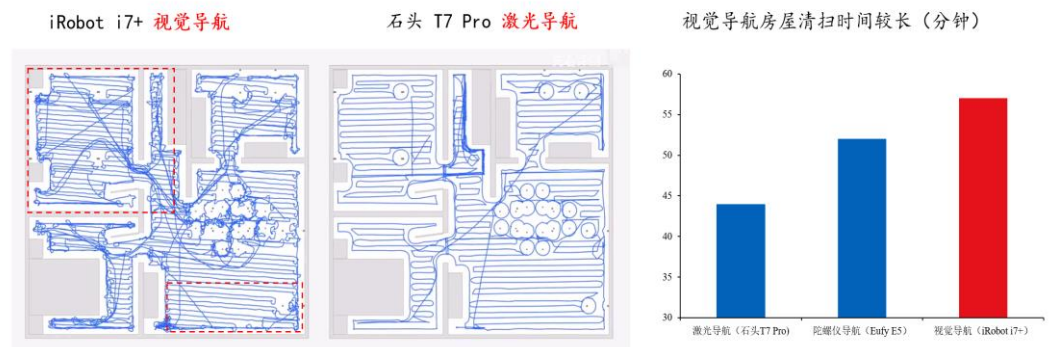 iRobot i7+ 视觉导航
石头 T7 Pro 激光导航
视觉导航房屋清扫时间较长（分钟）
60
55
50
45
40
35
30
激光导航（石头T7 Pro）
陀螺仪导航（Eufy E5）
视觉导航（iRobot i7+）